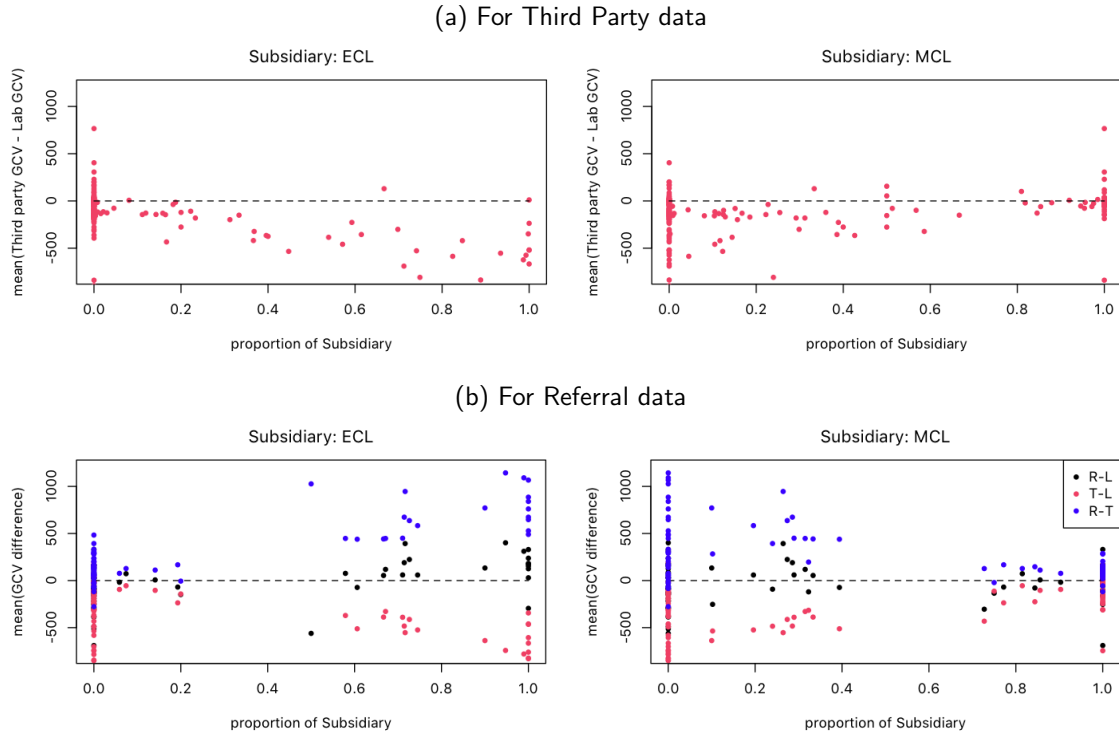 (a) For Third Party data
Subsidiary: ECL
mean(Third party GCV - Lab GCV)
1000
500
0
-500
0.0 0.2 0.4 0.6 0.8 1.0
proportion of Subsidiary
Subsidiary: MCL
mean(Third party GCV - Lab GCV)
1000
500
0
-500
0.0 0.2 0.4 0.6 0.8 1.0
proportion of Subsidiary
(b) For Referral data
Subsidiary: ECL
mean(GCV difference)
1000
500
0
-500
0.0 0.2 0.4 0.6 0.8 1.0
proportion of Subsidiary
Subsidiary: MCL
mean(GCV difference)
1000
500
0
-500
R-L
T-L
R-T
0.0 0.2 0.4 0.6 0.8 1.0
proportion of Subsidiary